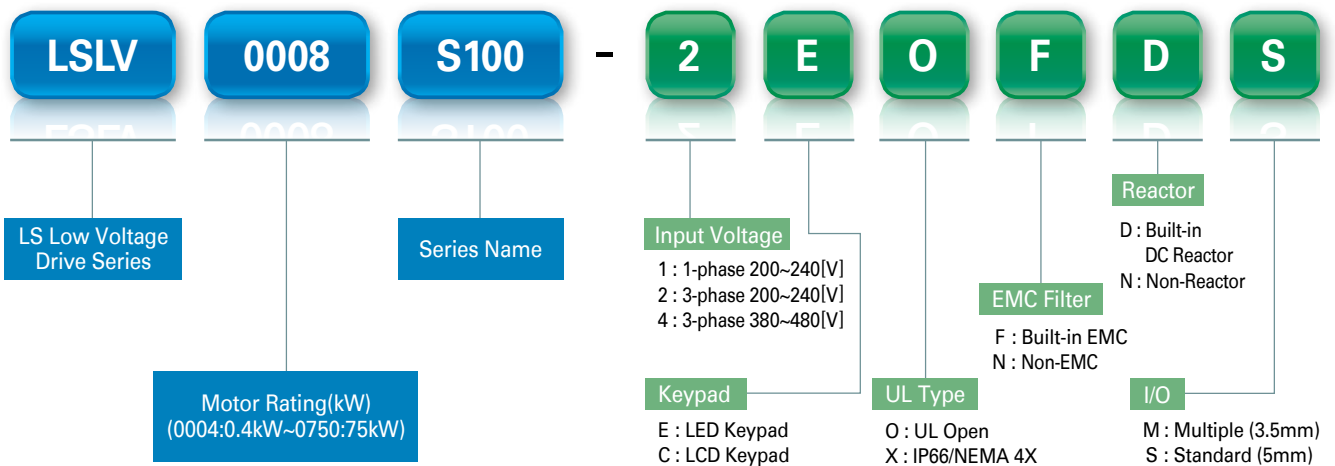 LSLV 0008 S100 - 2 E O F D S
LS Low Voltage
Drive Series
Motor Rating(kW)
(0004:0.4kW~0750:75kW)
Series Name
Input Voltage
1 : 1-phase 200~240[V]
2 : 3-phase 200~240[V]
4 : 3-phase 380~480[V]
Keypad
E : LED Keypad
C : LCD Keypad
UL Type
O : UL Open
X : IP66/NEMA 4X
EMC Filter
F : Built-in EMC
N : Non-EMC
Reactor
D : Built-in
DC Reactor
N : Non-Reactor
I/O
M : Multiple (3.5mm)
S : Standard (5mm)